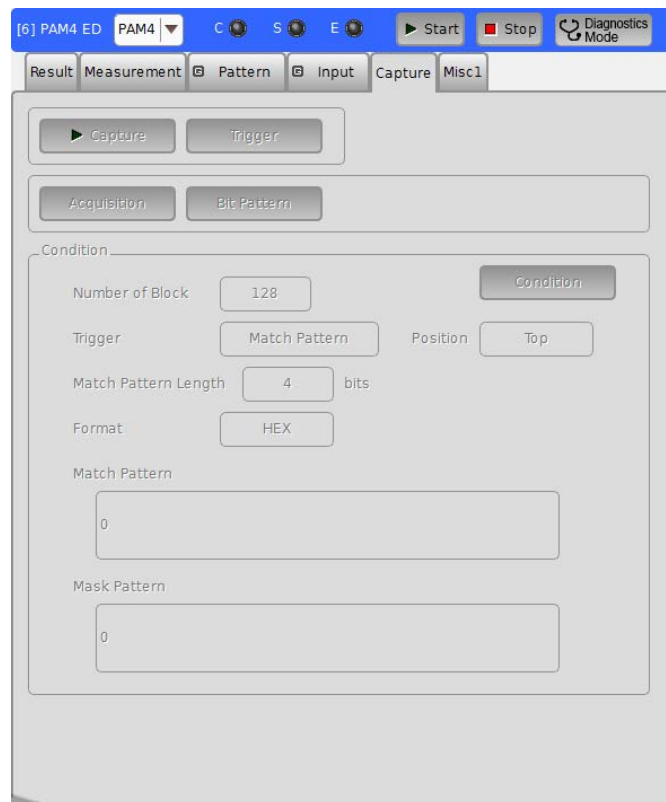 [6] PAM4 ED PAM4 C S E Start Stop Diagnostics Mode
Result Measurement G Pattern G Input Capture Misc1
Capture Trigger
Acquisition Bit Pattern
Condition
Number of Block 128 Condition
Trigger Match Pattern Position Top
Match Pattern Length 4 bits
Format HEX
Match Pattern
0
Mask Pattern
0